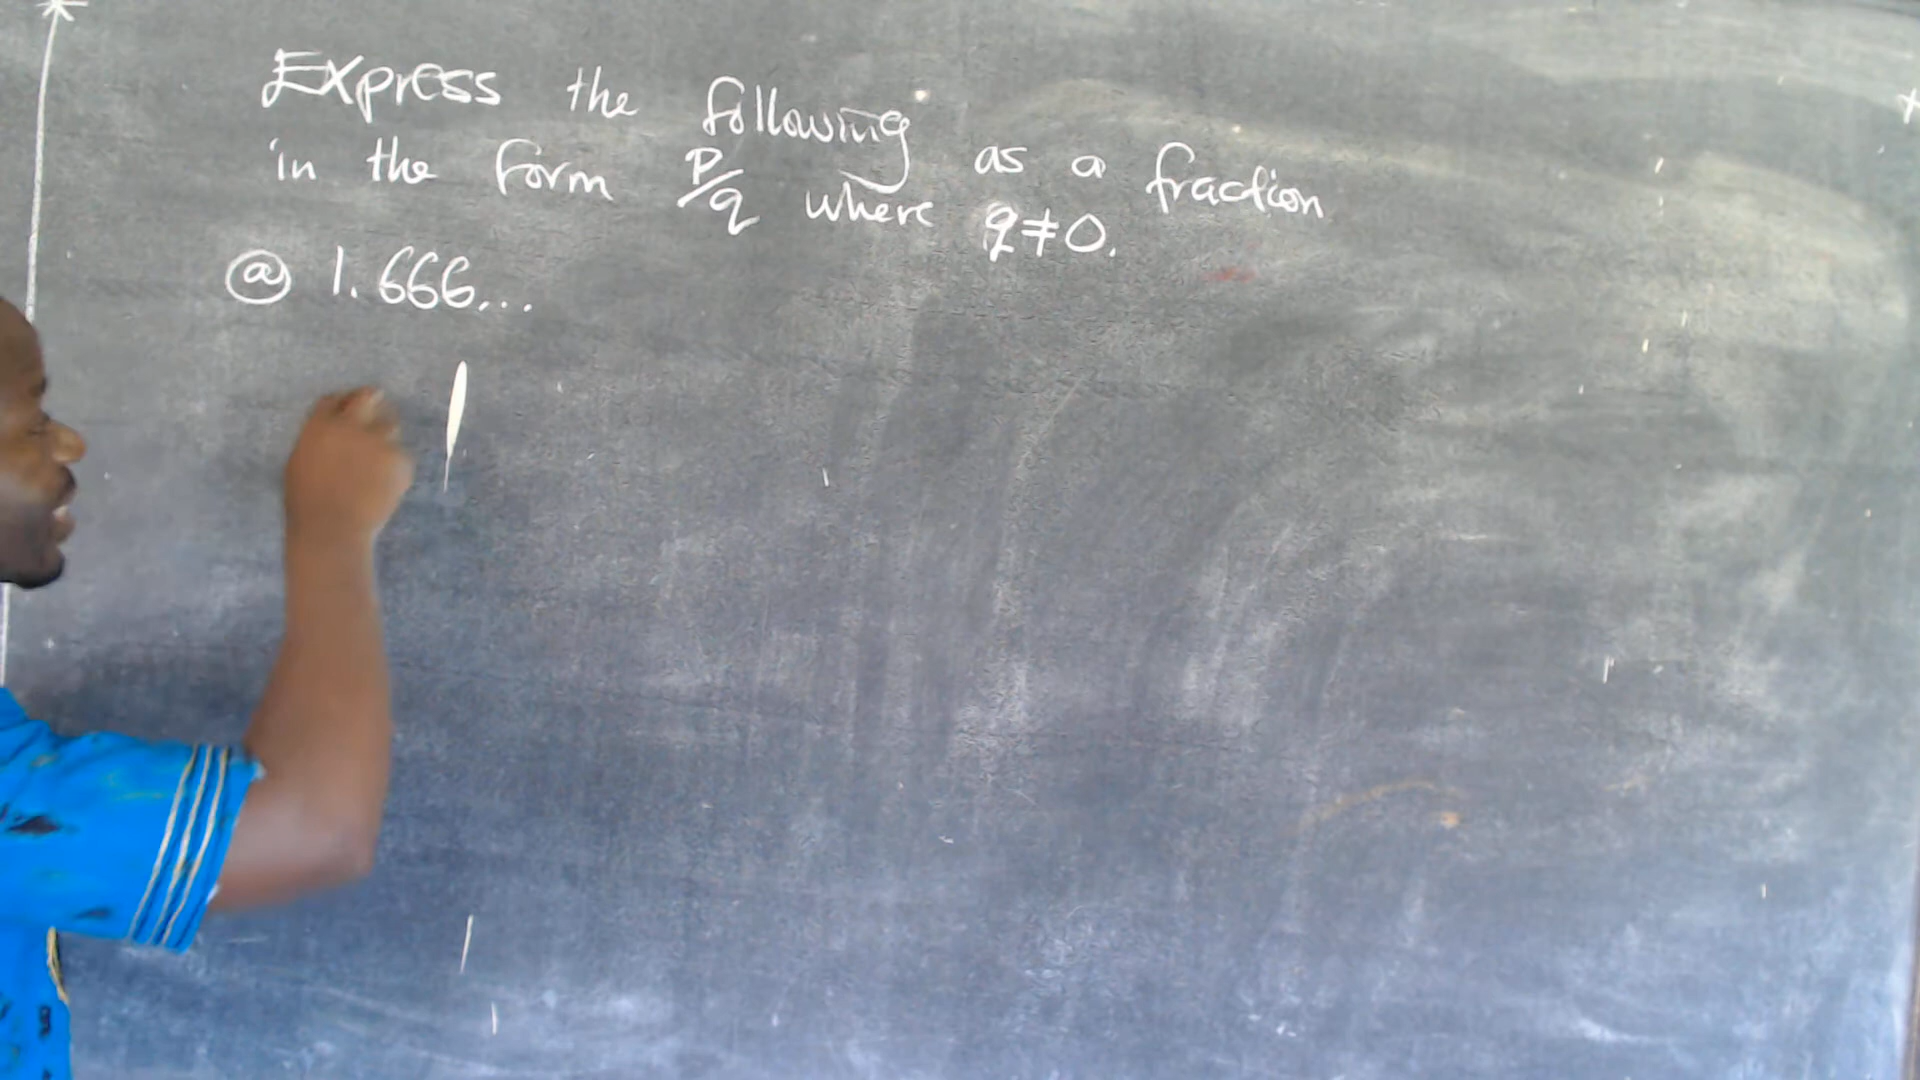 Express the following as a fraction
in the form P/q where q≠0.
ⓐ 1.666...